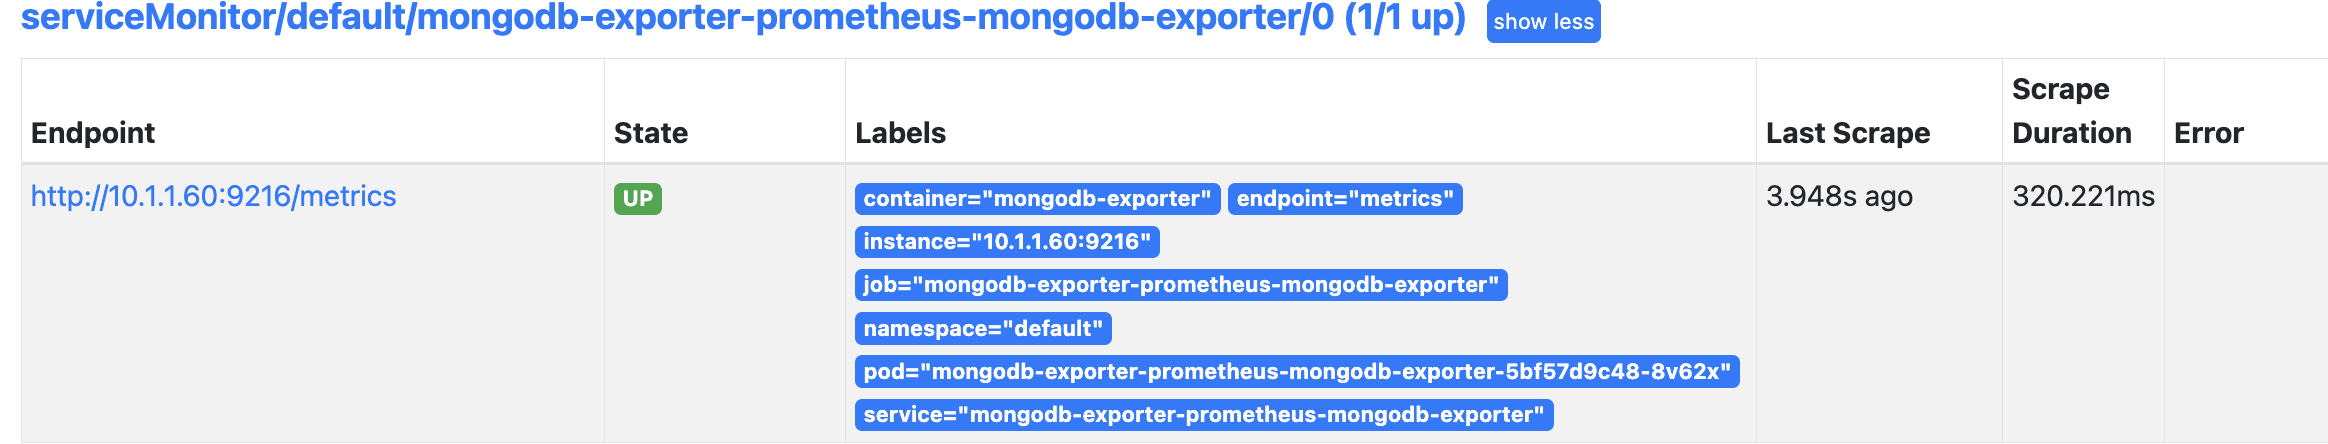 serviceMonitor/default/mongodb-exporter-prometheus-mongodb-exporter/0 (1/1 up) show less
Endpoint State Labels Last Scrape Scrape Duration Error
http://10.1.1.60:9216/metrics UP container="mongodb-exporter" endpoint="metrics" 3.948s ago 320.221ms
instance="10.1.1.60:9216"
job="mongodb-exporter-prometheus-mongodb-exporter"
namespace="default"
pod="mongodb-exporter-prometheus-mongodb-exporter-5bf57d9c48-8v62x"
service="mongodb-exporter-prometheus-mongodb-exporter"